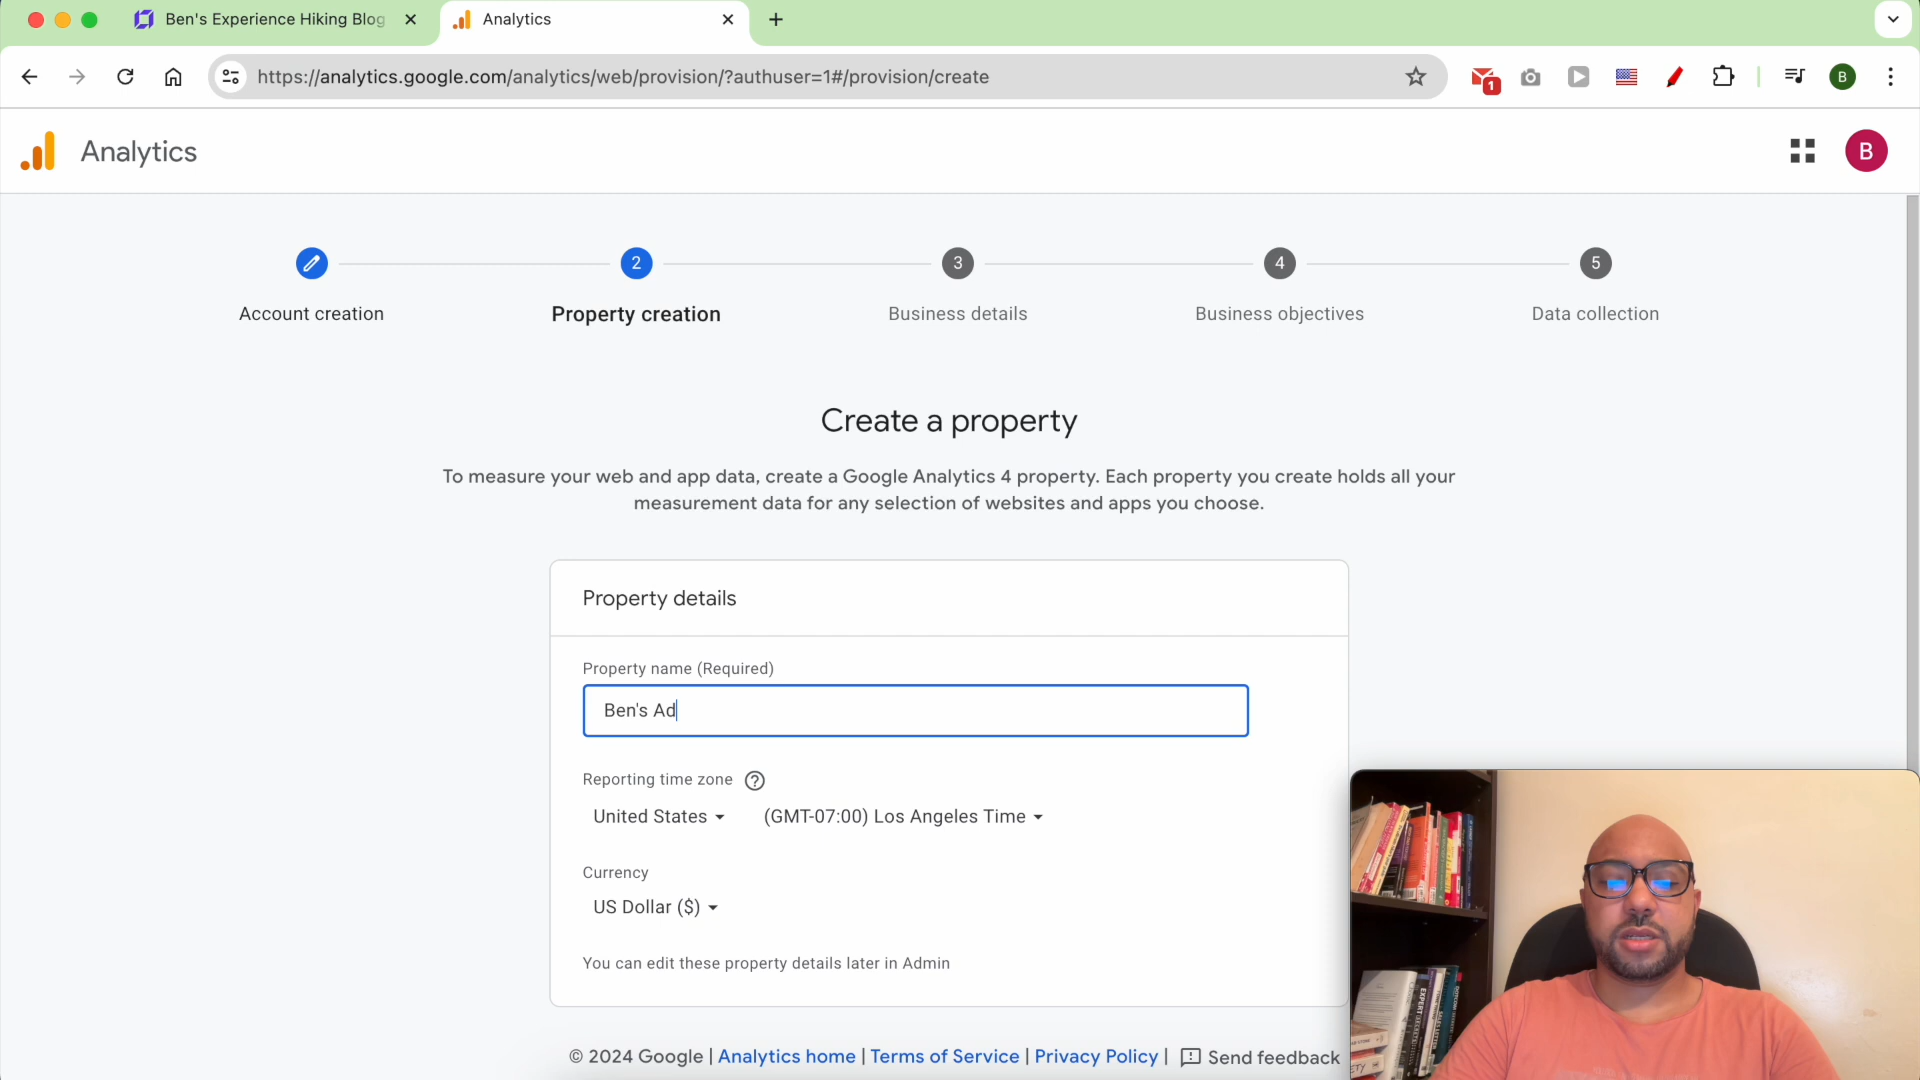 Ben's Experience Hiking Blog
Analytics
https://analytics.google.com/analytics/web/provision/?authuser=1#/provision/create
1
B
Analytics
B
2
3
4
5
Account creation
Property creation
Business details
Business objectives
Data collection
Create a property
To measure your web and app data, create a Google Analytics 4 property. Each property you create holds all your
measurement data for any selection of websites and apps you choose.
Property details
Property name (Required)
Ben's Ad
Reporting time zone ?
United States (GMT-07:00) Los Angeles Time
Currency
US Dollar ($)
You can edit these property details later in Admin
© 2024 Google | Analytics home | Terms of Service | Privacy Policy | Send feedback